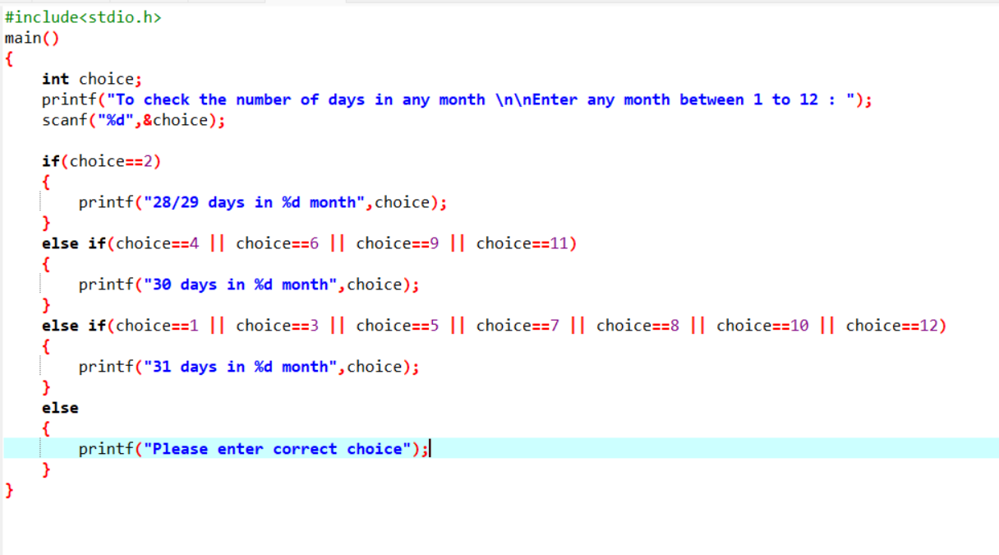 #include<stdio.h>
main()
{
    int choice;
    printf("To check the number of days in any month \n\nEnter any month between 1 to 12 : ");
    scanf("%d",&choice);

    if(choice==2)
    {
        printf("28/29 days in %d month",choice);
    }
    else if(choice==4 || choice==6 || choice==9 || choice==11)
    {
        printf("30 days in %d month",choice);
    }
    else if(choice==1 || choice==3 || choice==5 || choice==7 || choice==8 || choice==10 || choice==12)
    {
        printf("31 days in %d month",choice);
    }
    else
    {
        printf("Please enter correct choice");
    }
}